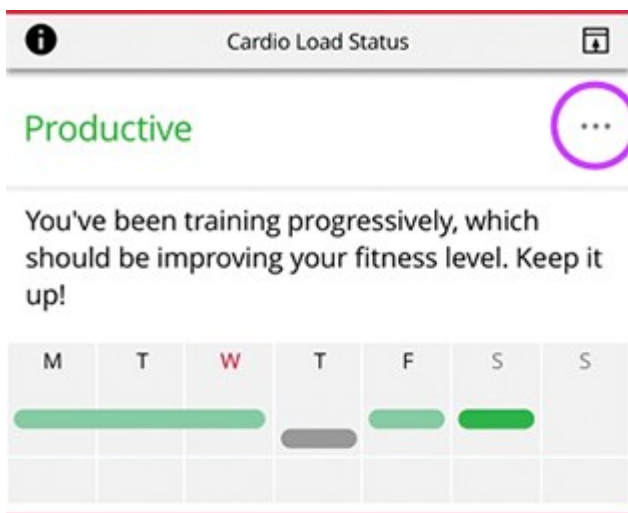 Cardio Load Status
Productive
You've been training progressively, which
should be improving your fitness level. Keep it
up!
M T W T F S S